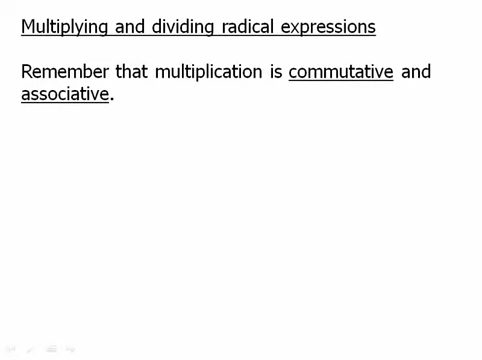 Multiplying and dividing radical expressions
Remember that multiplication is commutative and
associative.